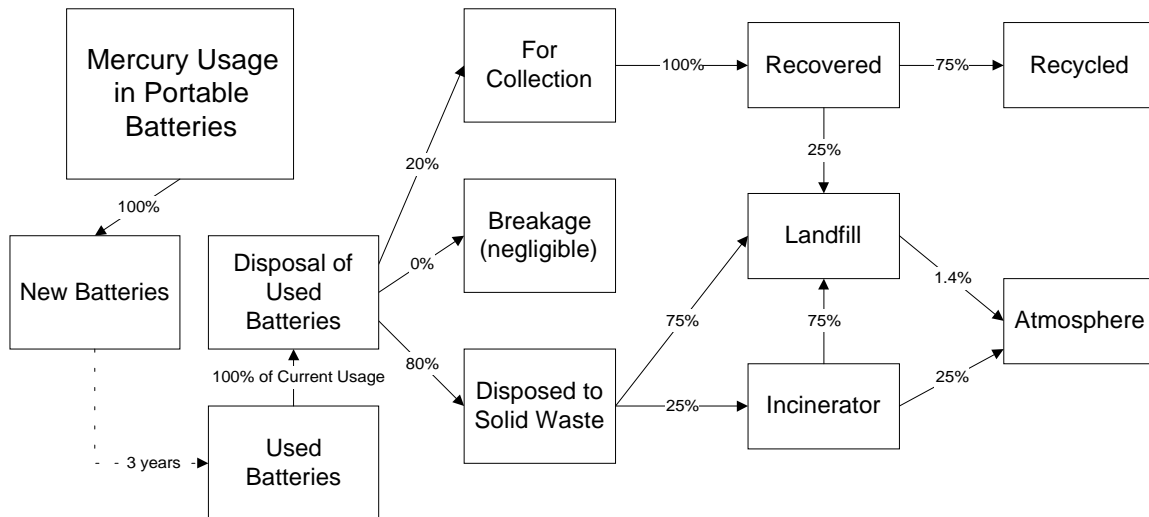 Mercury Usage
in Portable
Batteries
100%
New Batteries
3 years
Used
Batteries
100% of Current Usage
Disposal of
Used
Batteries
20%
0%
80%
For
Collection
Breakage
(negligible)
Disposed to
Solid Waste
100%
75%
25%
Recovered
25%
Landfill
75%
Incinerator
75%
1.4%
25%
Recycled
Atmosphere